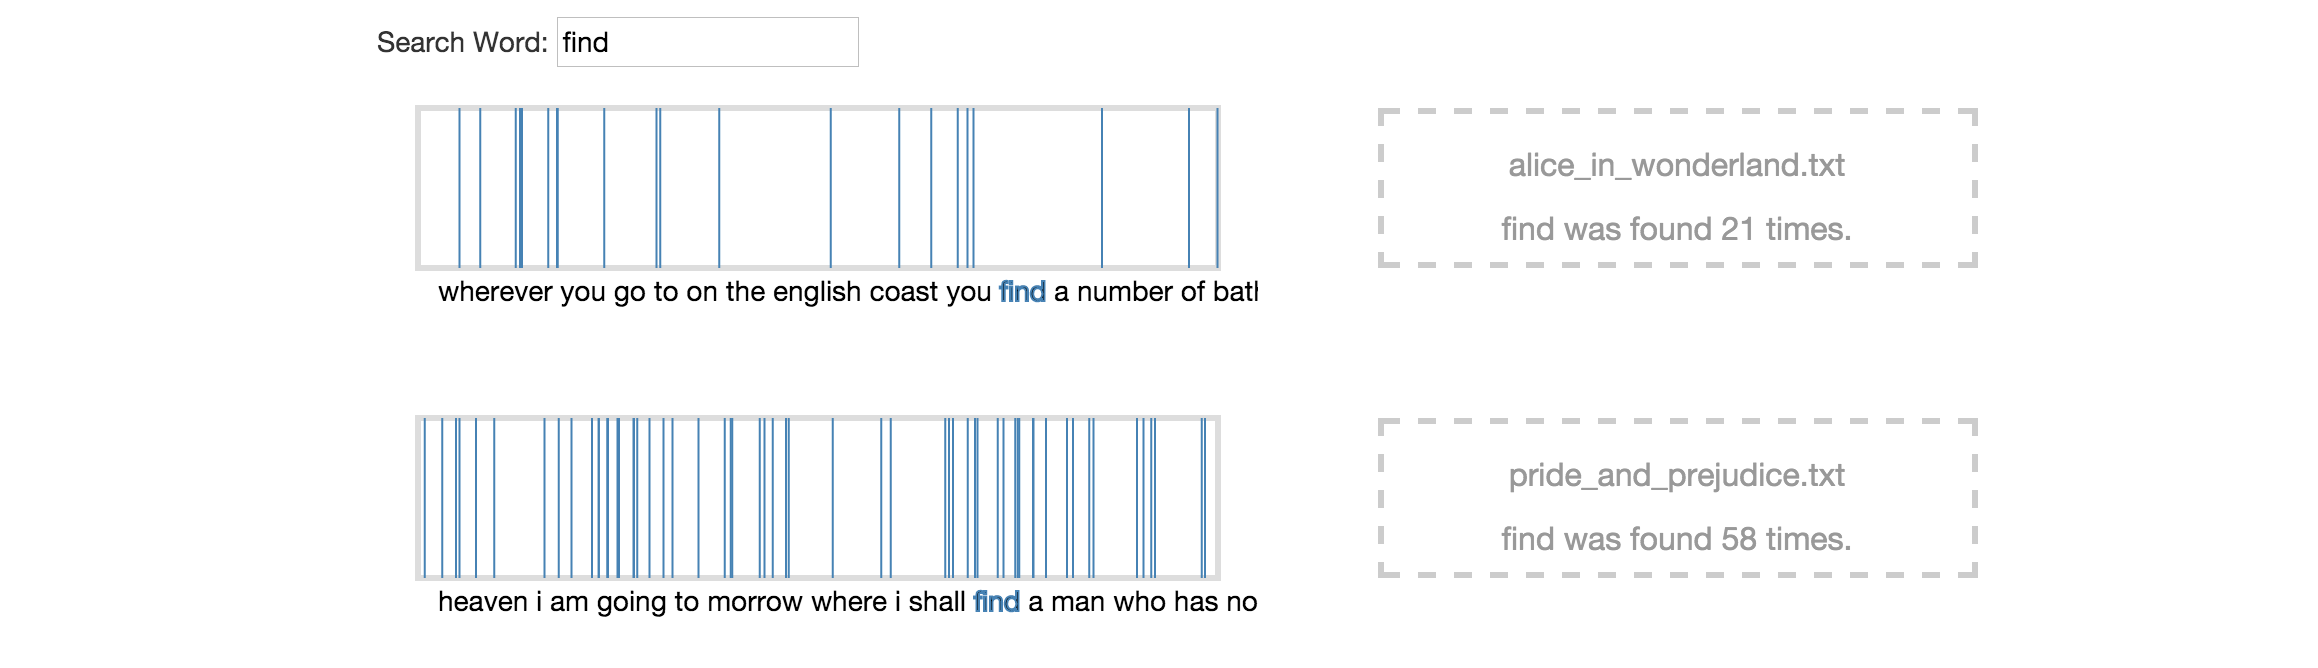 Search Word: find
alice_in_wonderland.txt
find was found 21 times.
wherever you go to on the english coast you find a number of
pride_and_prejudice.txt
find was found 58 times.
heaven i am going to morrow where i shall find a man who has no